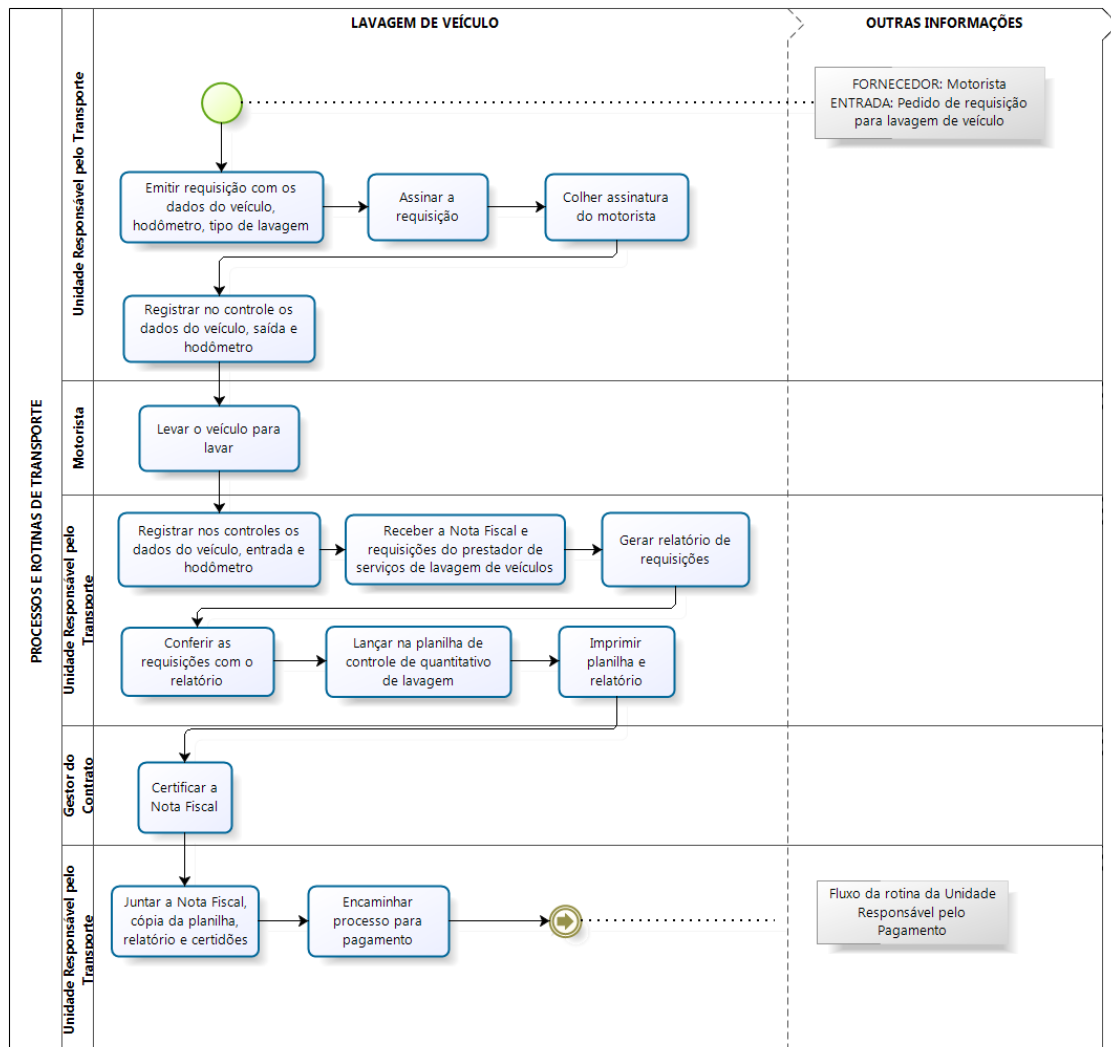 LAVAGEM DE VEÍCULO
OUTRAS INFORMAÇÕES
PROCESSOS E ROTINAS DE TRANSPORTE
Unidade Responsável pelo Transporte
FORNECEDOR: Motorista
ENTRADA: Pedido de requisição
para lavagem de veículo
Emitir requisição com os
dados do veículo,
hodômetro, tipo de lavagem
Assinar a
requisição
Colher assinatura
do motorista
Registrar no controle os
dados do veículo, saída e
hodômetro
Motorista
Levar o veículo para
lavar
Unidade Responsável pelo
Transporte
Registrar nos controles os
dados do veículo, entrada e
hodômetro
Receber a Nota Fiscal e
requisições do prestador de
serviços de lavagem de veículos
Gerar relatório de
requisições
Conferir as
requisições com o
relatório
Lançar na planilha de
controle de quantitativo
de lavagem
Imprimir
planilha e
relatório
Gestor do
Contrato
Certificar a
Nota Fiscal
Unidade Responsável pelo
Transporte
Juntar a Nota Fiscal,
cópia da planilha,
relatório e certidões
Encaminhar
processo para
pagamento
Fluxo da rotina da Unidade
Responsável pelo
Pagamento